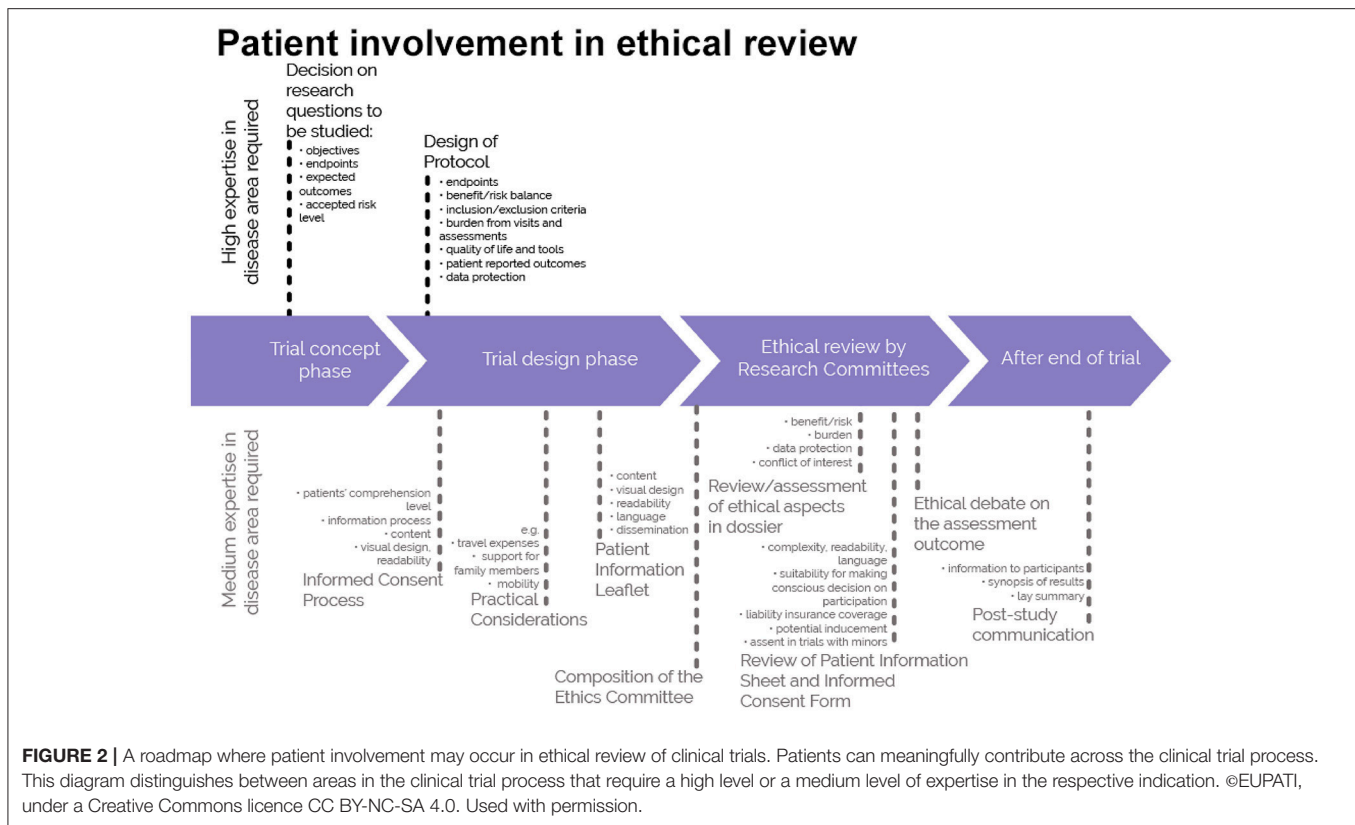 Patient involvement in ethical review
High expertise in
disease area required
Decision on
research
questions to
be studied:
• objectives
• endpoints
• expected
outcomes
• accepted risk
level
Design of
Protocol
• endpoints
• benefit/risk balance
• inclusion/exclusion criteria
• burden from visits and
assessments
• quality of life and tools
• patient reported outcomes
• data protection
Trial concept
phase
Trial design phase
Ethical review by
Research Committees
After end of trial
Medium expertise in
disease area required
• patients' comprehension
level
• information process
• content
• visual design,
readability
Informed Consent
Process
e.g.
• travel expenses
• support for
family members
• mobility
Practical
Considerations
• content
• visual design
• readability
• language
• dissemination
Patient
Information
Leaflet
Composition of the
Ethics Committee
• benefit/risk
• burden
• data protection
• conflict of interest
Review/assessment
of ethical aspects
in dossier
• complexity, readability,
language
• suitability for making
conscious decision on
participation
• liability insurance coverage
• potential inducement
• assent in trials with minors
Review of Patient Information
Sheet and Informed
Consent Form
Ethical debate on
the assessment
outcome
• information to participants
• synopsis of results
• lay summary
Post-study
communication
FIGURE 2 | A roadmap where patient involvement may occur in ethical review of clinical trials. Patients can meaningfully contribute across the clinical trial process.
This diagram distinguishes between areas in the clinical trial process that require a high level or a medium level of expertise in the respective indication. ©EUPATI,
under a Creative Commons licence CC BY-NC-SA 4.0. Used with permission.